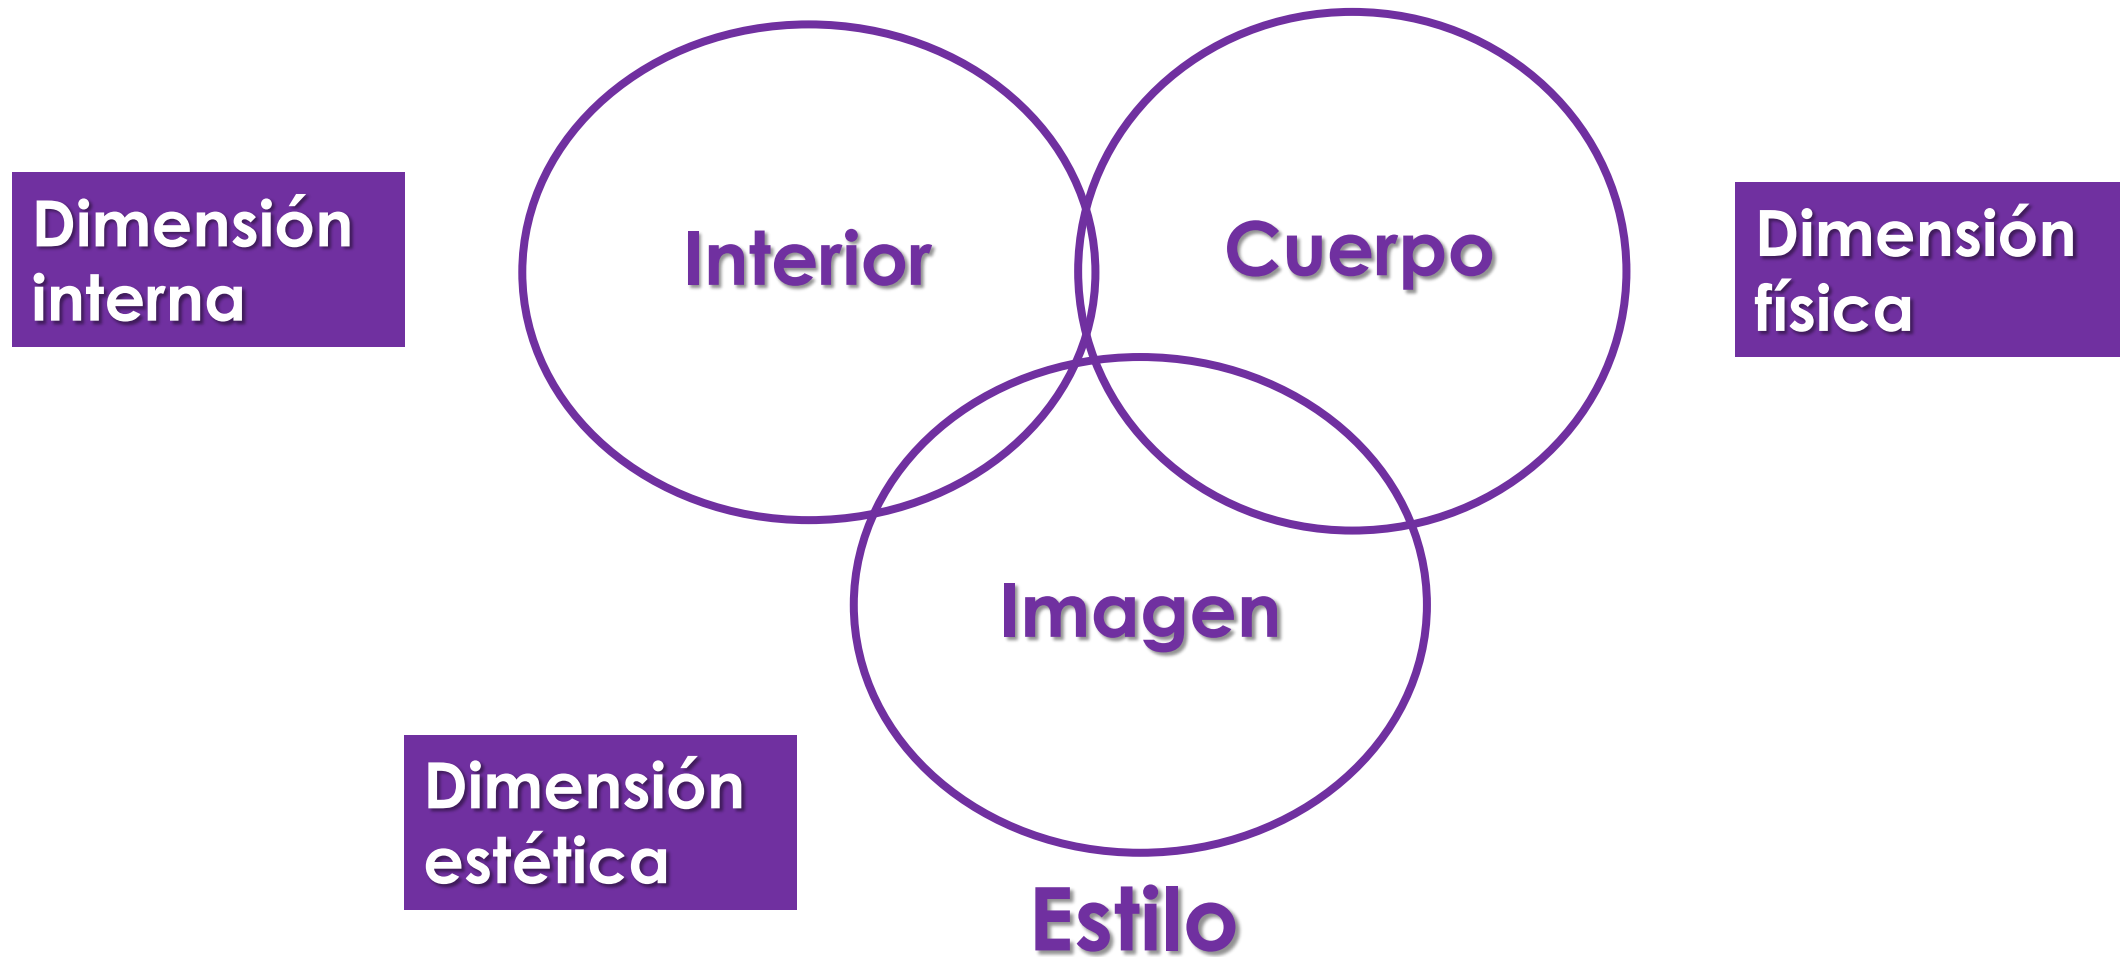 Dimensión
interna
Interior
Cuerpo
Dimensión
física
Imagen
Dimensión
estética
Estilo